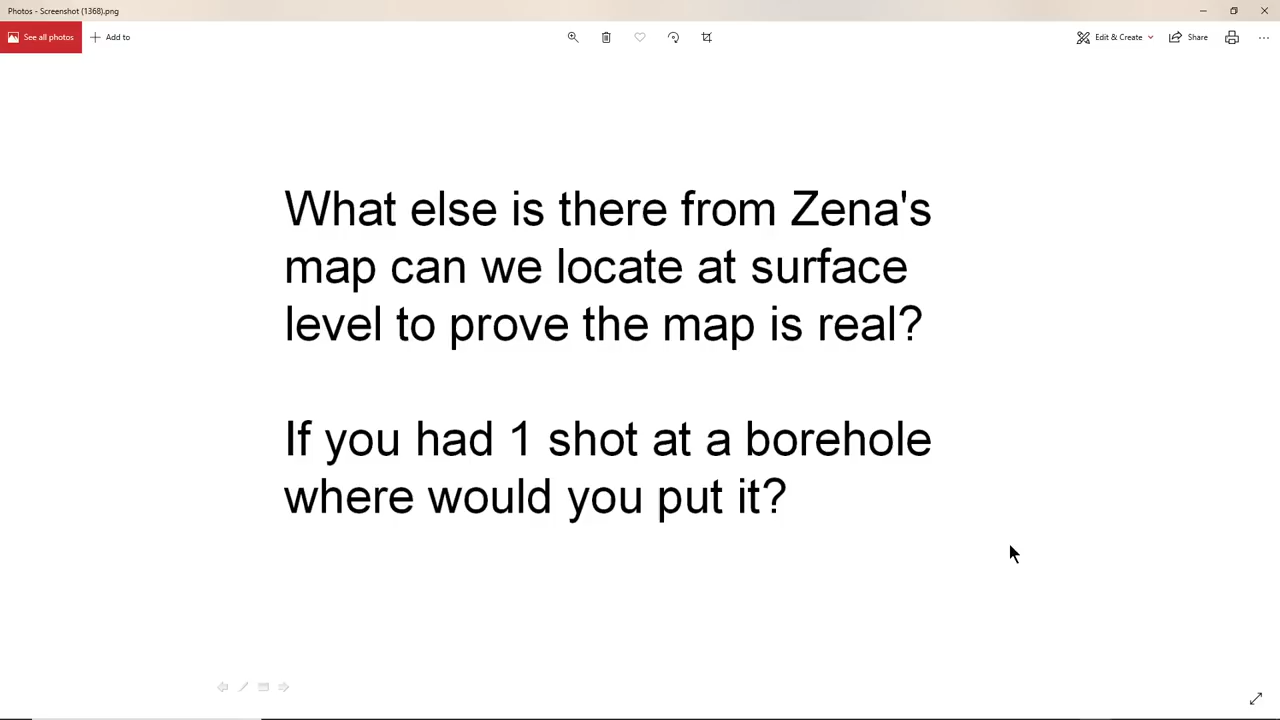 Photos - Screenshot (1368).png
See all photos
Add to
Edit & Create
Share
What else is there from Zena's
map can we locate at surface
level to prove the map is real?
If you had 1 shot at a borehole
where would you put it?